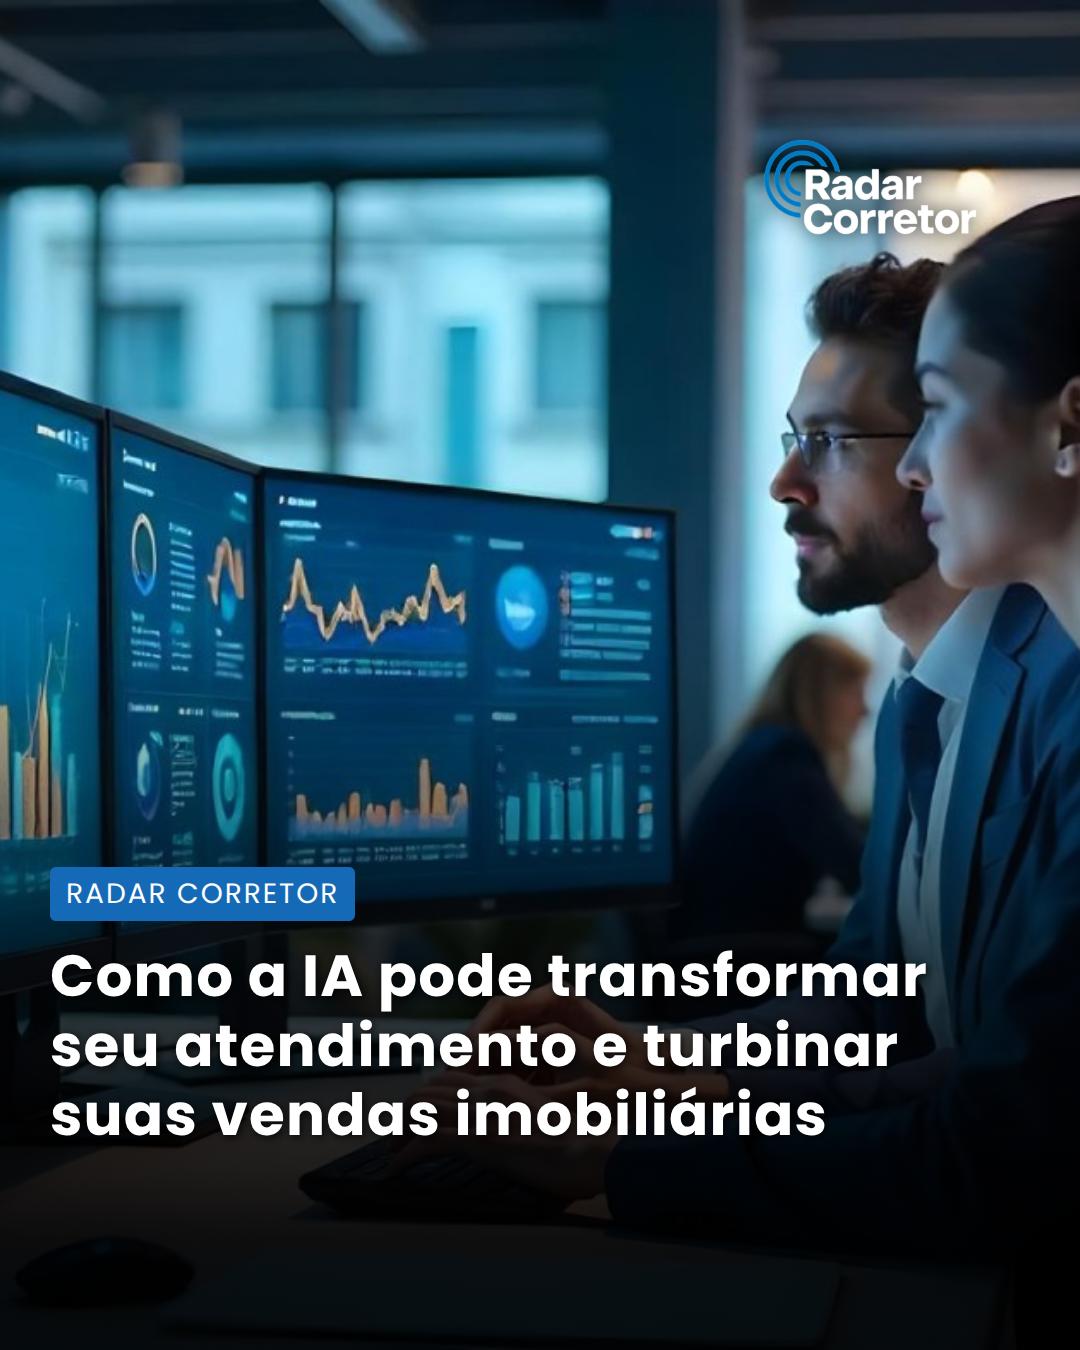 Radar
Corretor
RADAR CORRETOR
Como a IA pode transformar
seu atendimento e turbinar
suas vendas imobiliárias